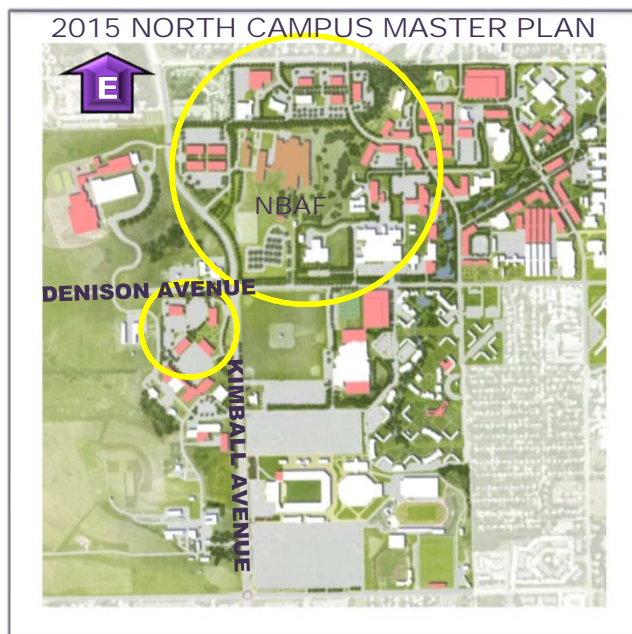 2015 NORTH CAMPUS MASTER PLAN
E
NBAF
DENISON AVENUE
KIMBALL AVENUE